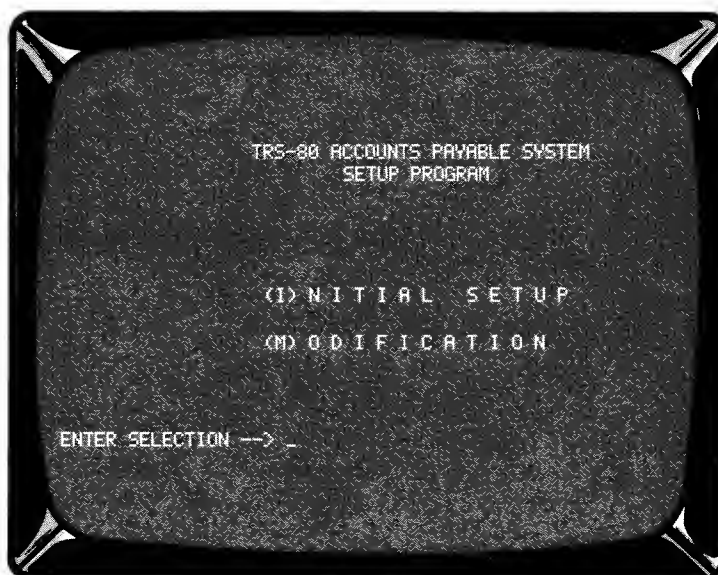 TRS-80 ACCOUNTS PAYABLE SYSTEM
SETUP PROGRAM
(I) N I T I A L   S E T U P
(M) O D I F I C A T I O N
ENTER SELECTION --> _